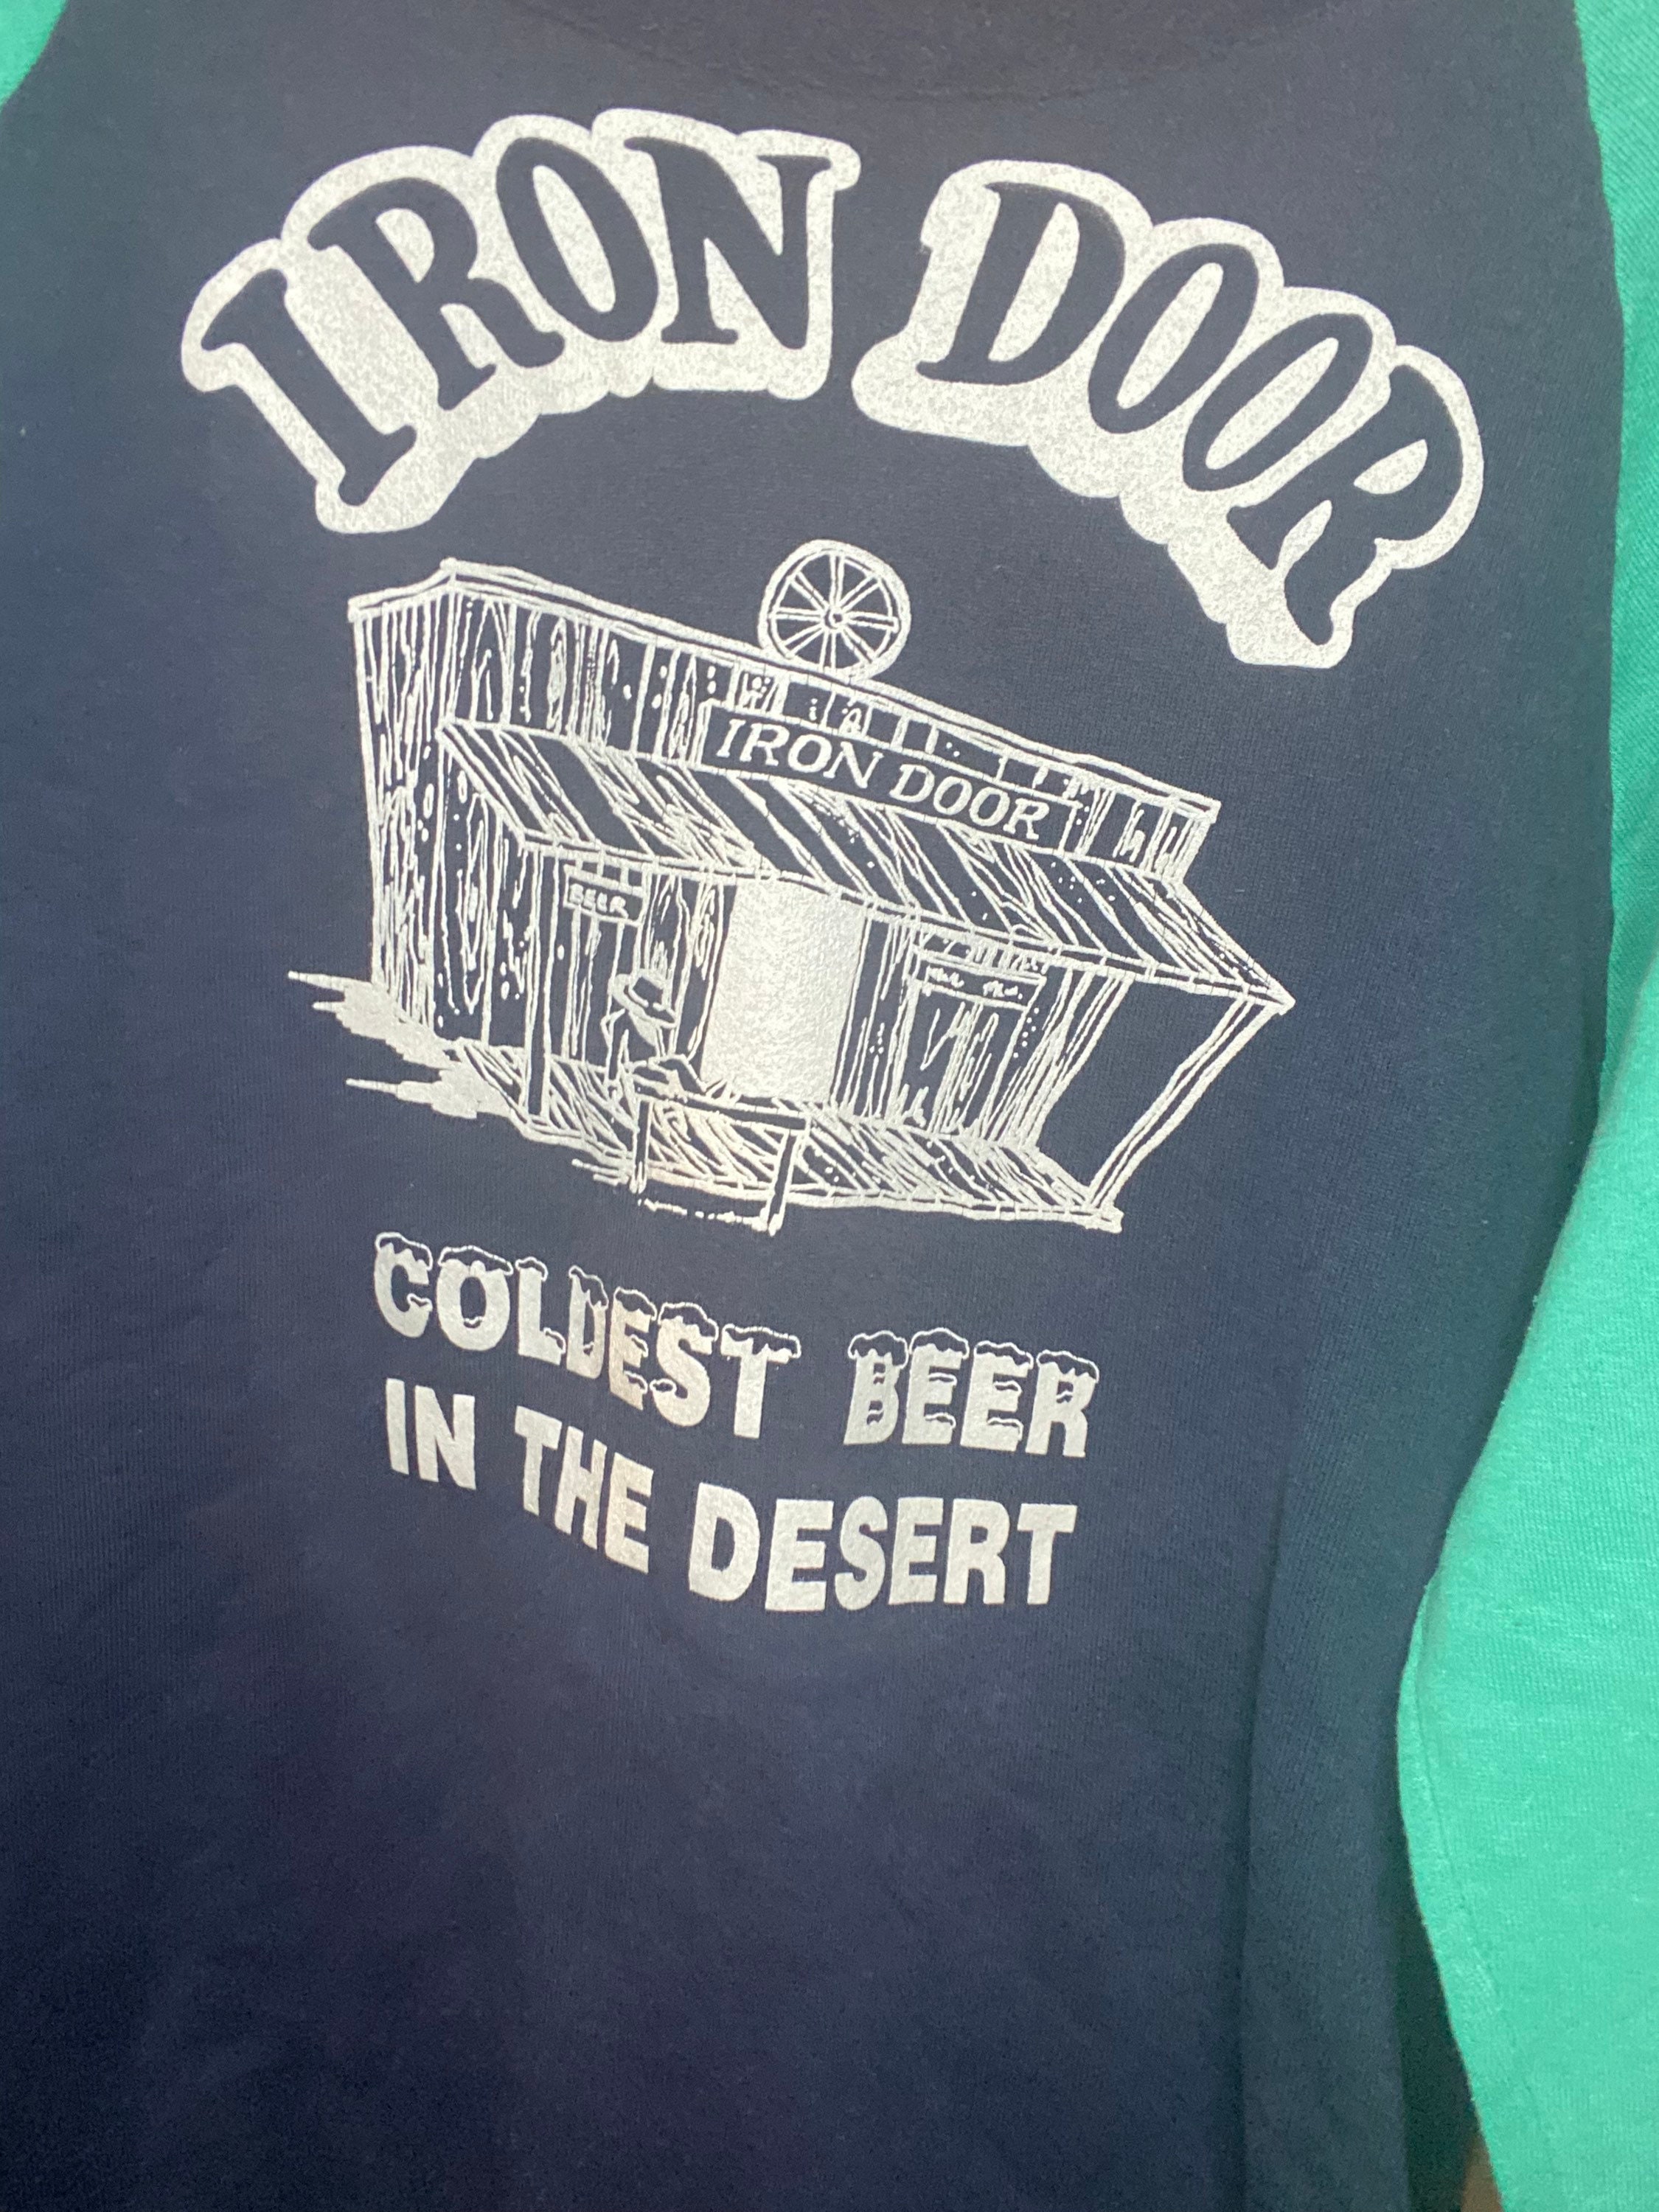 IRON DOOR
IRON DOOR
BEER
COLDEST BEER
IN THE DESERT